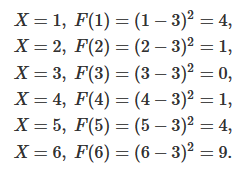 X = 1, F(1) = (1 − 3)² = 4,
X = 2, F(2) = (2 − 3)² = 1,
X = 3, F(3) = (3 − 3)² = 0,
X = 4, F(4) = (4 − 3)² = 1,
X = 5, F(5) = (5 − 3)² = 4,
X = 6, F(6) = (6 − 3)² = 9.